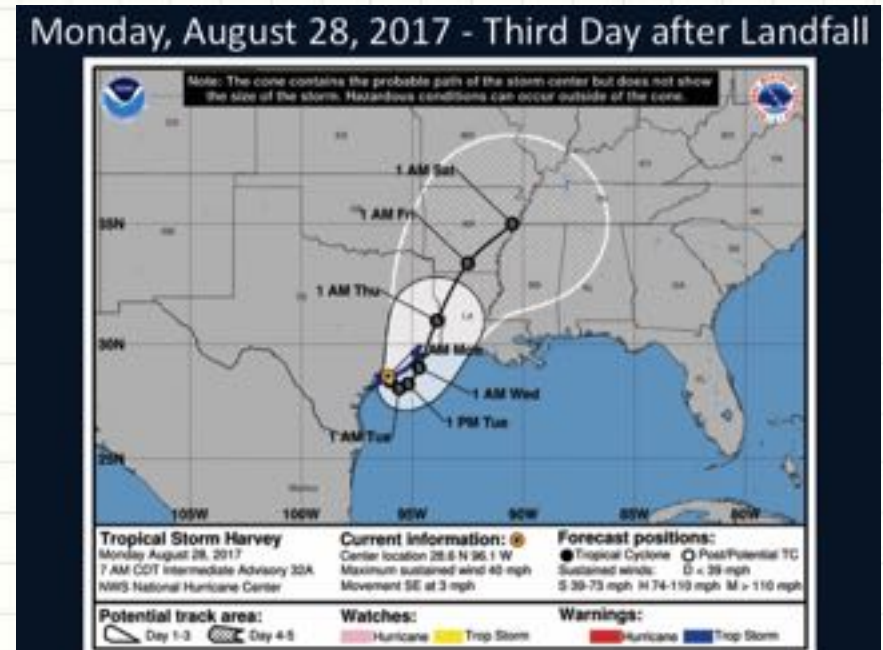 Monday, August 28, 2017 - Third Day after Landfall
Note: The cone contains the probable path of the storm center but does not show
the size of the storm. Hazardous conditions can occur outside of the cone.
1 AM Sat
35N
1 AM Fri
1 AM Thu
LA
30N
AM Mon
1 AM Wed
1 PM Tue
1 AM Tue
25N
Mexico
105W 100W 95W 90W 85W 80W
Tropical Storm Harvey
Monday August 28, 2017
7 AM CDT Intermediate Advisory 32A
NWS National Hurricane Center
Current information:
Center location 28.6 N 96.1 W
Maximum sustained wind 40 mph
Movement SE at 3 mph
Forecast positions:
Tropical Cyclone Post/Potential TC
Sustained winds: D < 39 mph
S 39-73 mph H 74-110 mph M > 110 mph
Potential track area:
Day 1-3 Day 4-5
Watches:
Hurricane Trop Storm
Warnings:
Hurricane Trop Storm